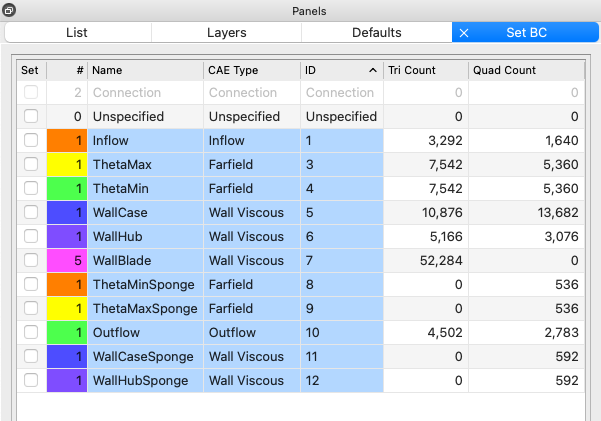 Panels
List Layers Defaults × Set BC
Set # Name CAE Type ID Tri Count Quad Count
2 Connection Connection Connection 0 0
0 Unspecified Unspecified Unspecified 0 0
1 Inflow Inflow 1 3,292 1,640
1 ThetaMax Farfield 3 7,542 5,360
1 ThetaMin Farfield 4 7,542 5,360
1 WallCase Wall Viscous 5 10,876 13,682
1 WallHub Wall Viscous 6 5,166 3,076
5 WallBlade Wall Viscous 7 52,284 0
1 ThetaMinSponge Farfield 8 0 536
1 ThetaMaxSponge Farfield 9 0 536
1 Outflow Outflow 10 4,502 2,783
1 WallCaseSponge Wall Viscous 11 0 592
1 WallHubSponge Wall Viscous 12 0 592